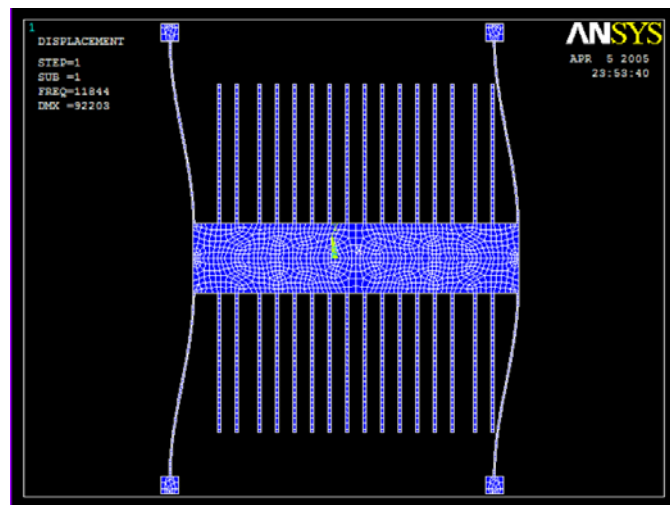 1
DISPLACEMENT
STEP=1
SUB =1
FREQ=11844
DMX =92203
ANSYS
APR 5 2005
23:53:40
X